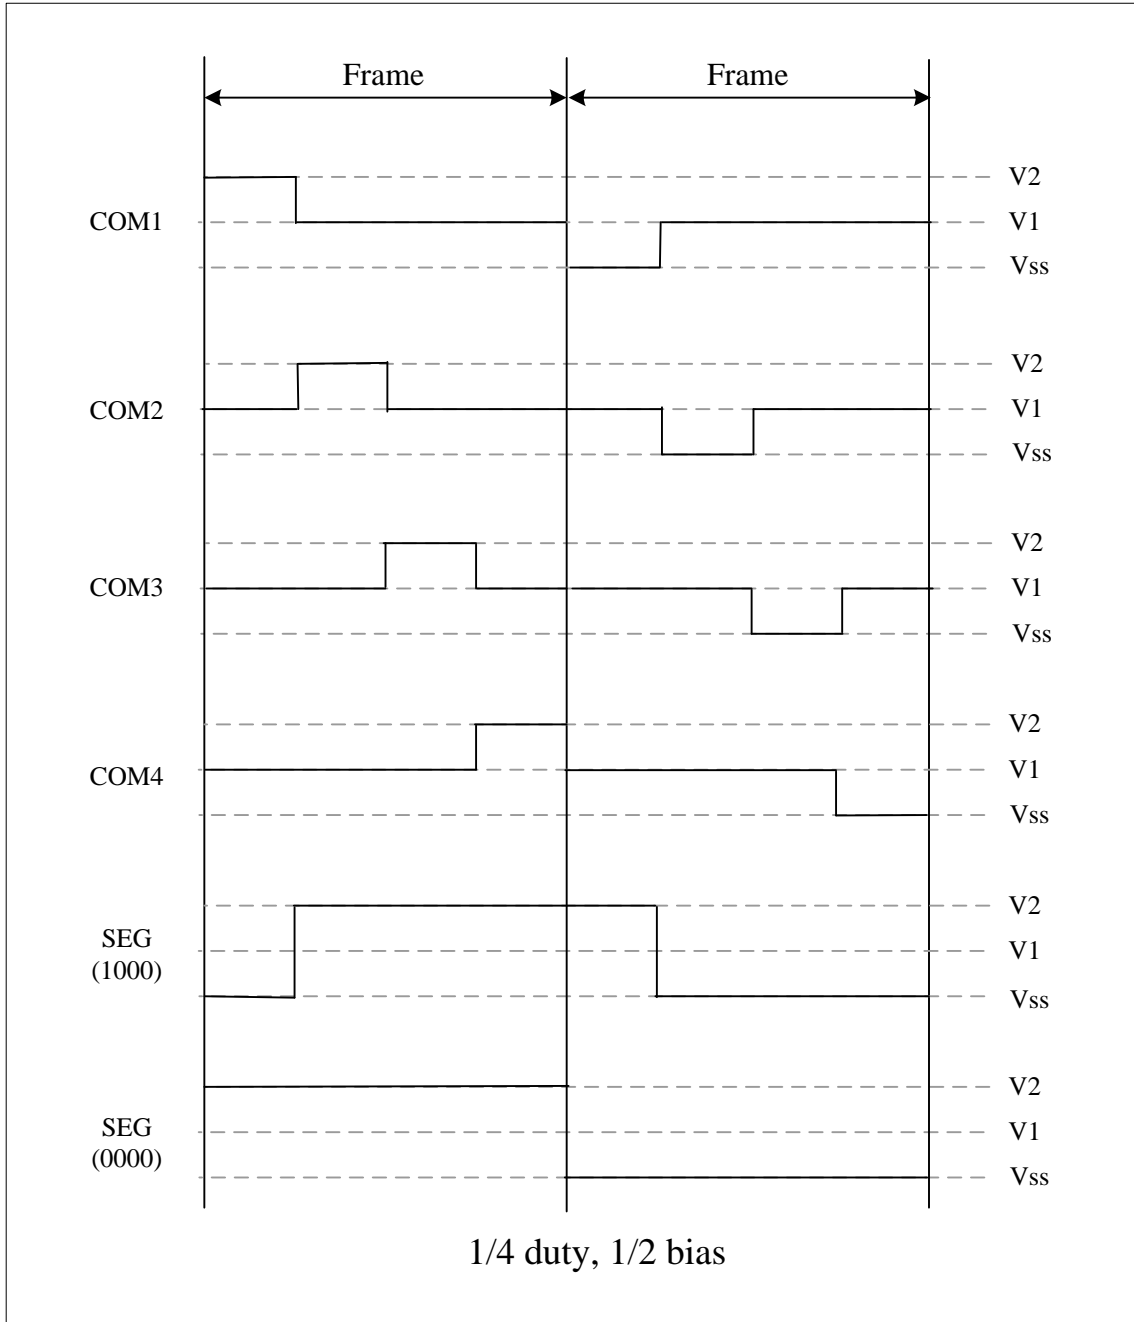 Frame Frame
V2
COM1 V1
Vss
V2
COM2 V1
Vss
V2
COM3 V1
Vss
V2
COM4 V1
Vss
V2
SEG
(1000)
V1
Vss
V2
SEG
(0000)
V1
Vss
1/4 duty, 1/2 bias